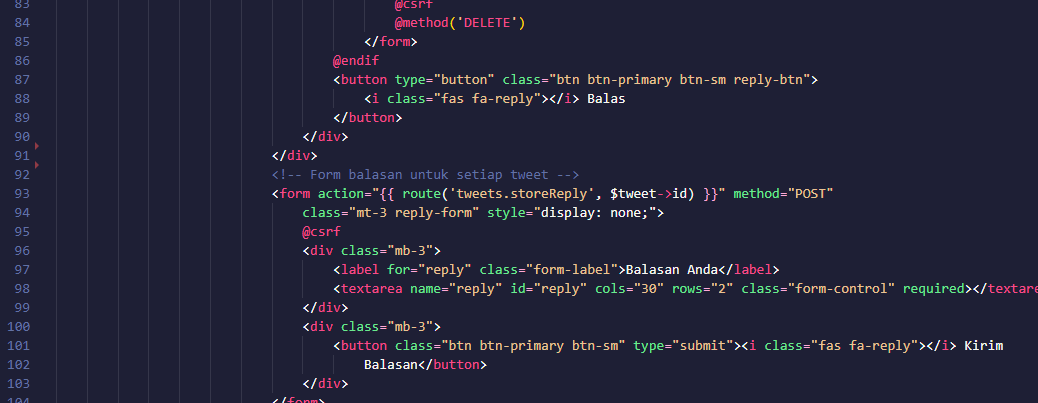 83 @csrf
84 @method('DELETE')
85 </form>
86 @endif
87 <button type="button" class="btn btn-primary btn-sm reply-btn">
88 <i class="fas fa-reply"></i> Balas
89 </button>
90 </div>
91 </div>
92 <!-- Form balasan untuk setiap tweet -->
93 <form action="{{ route('tweets.storeReply', $tweet->id) }}" method="POST"
94 class="mt-3 reply-form" style="display: none;">
95 @csrf
96 <div class="mb-3">
97 <label for="reply" class="form-label">Balasan Anda</label>
98 <textarea name="reply" id="reply" cols="30" rows="2" class="form-control" required></textare
99 </div>
100 <div class="mb-3">
101 <button class="btn btn-primary btn-sm" type="submit"><i class="fas fa-reply"></i> Kirim
102 Balasan</button>
103 </div>
104 </form>